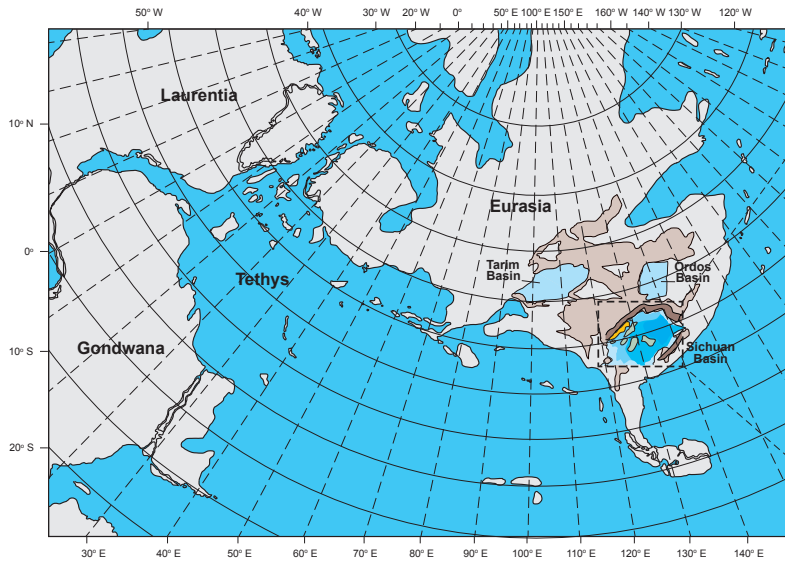 50° W 40° W 30° W 20° W 0° 50° E 100° E 150° E 160° W 140° W 130° W 120° W
Laurentia
10° N
Eurasia
0°
Tarim
Basin
Ordos
Basin
Tethys
Gondwana
Sichuan
Basin
10° S
20° S
30° E 40° E 50° E 60° E 70° E 80° E 90° E 100° E 110° E 120° E 130° E 140° E